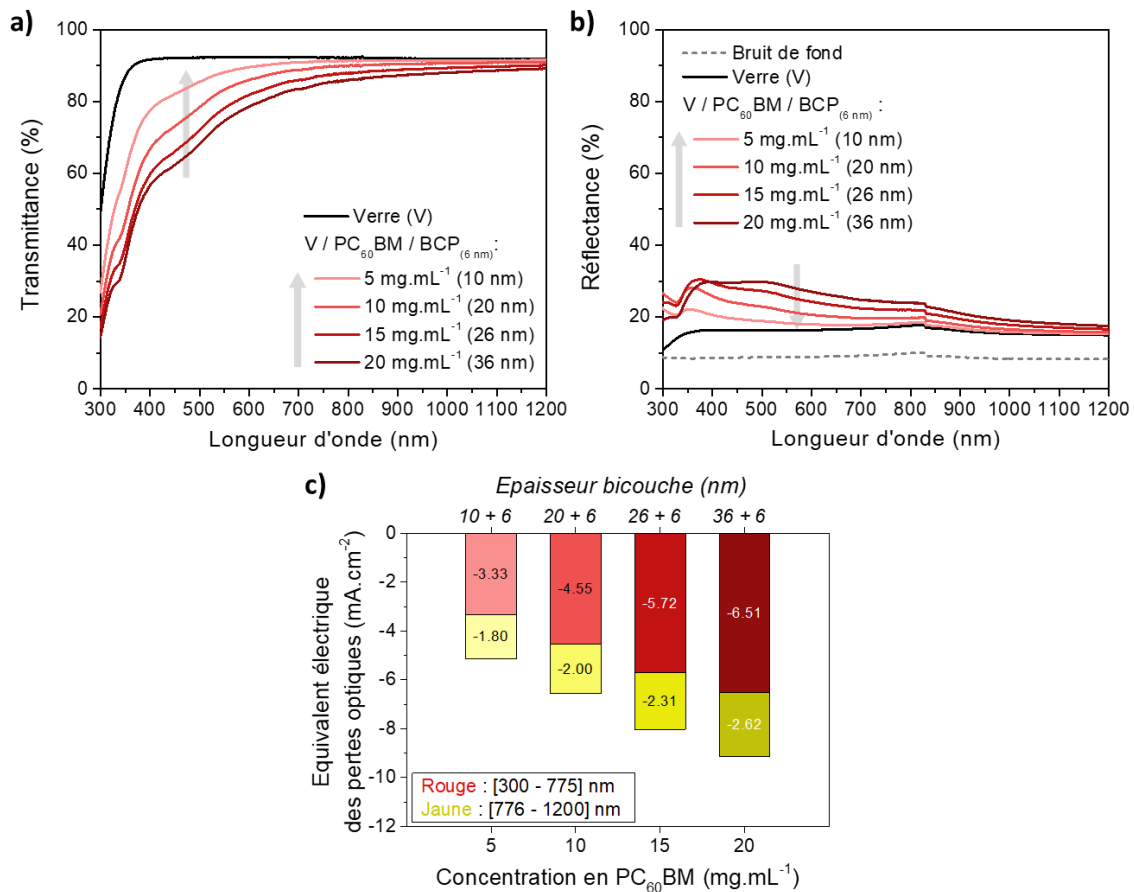 a)
100
80
60
40
20
0
Transmittance (%)
Verre (V)
V / PC₆₀BM / BCP₍₆ ₙₘ₎ :
5 mg.mL⁻¹ (10 nm)
10 mg.mL⁻¹ (20 nm)
15 mg.mL⁻¹ (26 nm)
20 mg.mL⁻¹ (36 nm)
300 400 500 600 700 800 900 1000 1100 1200
Longueur d'onde (nm)
b)
100
80
60
40
20
0
Réflectance (%)
Bruit de fond
Verre (V)
V / PC₆₀BM / BCP₍₆ ₙₘ₎ :
5 mg.mL⁻¹ (10 nm)
10 mg.mL⁻¹ (20 nm)
15 mg.mL⁻¹ (26 nm)
20 mg.mL⁻¹ (36 nm)
300 400 500 600 700 800 900 1000 1100 1200
Longueur d'onde (nm)
c)
Epaisseur bicouche (nm)
10 + 6 20 + 6 26 + 6 36 + 6
0
-2
-4
-6
-8
-10
-12
Equivalent électrique
des pertes optiques (mA.cm⁻²)
-3.33
-1.80
-4.55
-2.00
-5.72
-2.31
-6.51
-2.62
Rouge : [300 - 775] nm
Jaune : [776 - 1200] nm
5 10 15 20
Concentration en PC₆₀BM (mg.mL⁻¹)